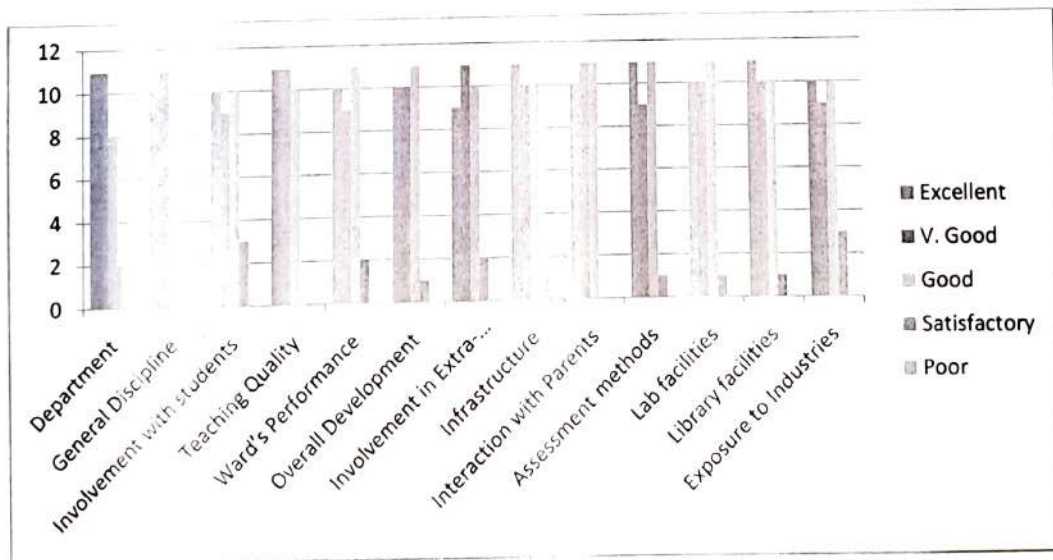 12
10
8
6
4
2
0
Department
General Discipline
Involvement with students
Teaching Quality
Ward's Performance
Overall Development
Involvement in Extra-...
Infrastructure
Interaction with Parents
Assessment methods
Lab facilities
Library facilities
Exposure to Industries
Excellent
V. Good
Good
Satisfactory
Poor